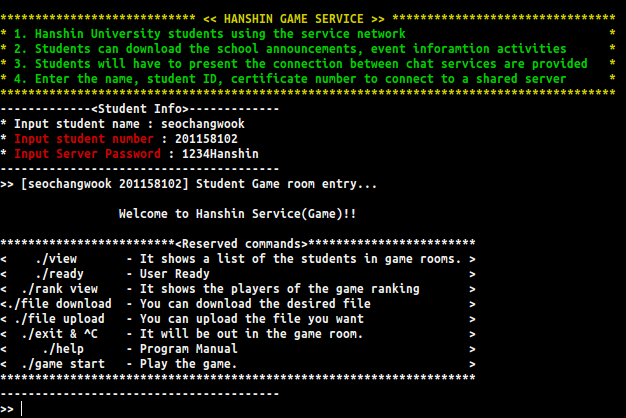 **************************** << HANSHIN GAME SERVICE >> ********************************
* 1. Hanshin University students using the service network *
* 2. Students can download the school announcements, event inforamtion activities *
* 3. Students will have to present the connection between chat services are provided *
* 4. Enter the name, student ID, certificate number to connect to a shared server *
****************************************************************************************
-------------<Student Info>-------------
* Input student name : seochangwook
* Input student number : 201158102
* Input Server Password : 1234Hanshin
----------------------------------------
>> [seochangwook 201158102] Student Game room entry...
Welcome to Hanshin Service(Game)!!
*************************<Reserved commands>************************
< ./view - It shows a list of the students in game rooms. >
< ./ready - User Ready >
< ./rank view - It shows the players of the game ranking >
<./file download - You can download the desired file >
< ./file upload - You can upload the file you want >
< ./exit & ^C - It will be out in the game room. >
< ./help - Program Manual >
< ./game start - Play the game. >
********************************************************************
----------------------------------------
>>